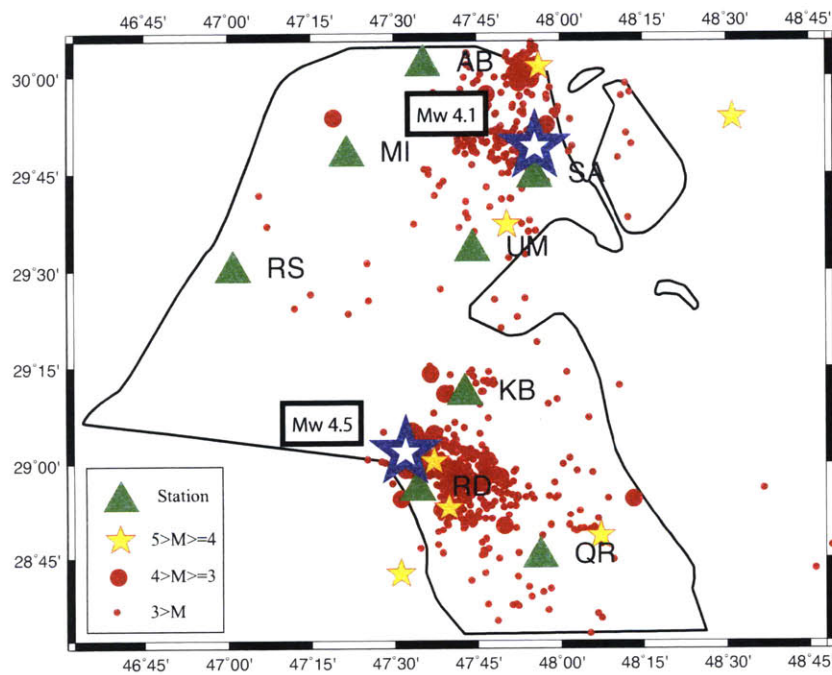 46˚45' 47˚00' 47˚15' 47˚30' 47˚45' 48˚00' 48˚15' 48˚30' 48˚45'
30˚00'
AB
Mw 4.1
MI
SA
29˚45'
UM
RS
29˚30'
29˚15'
KB
Mw 4.5
29˚00'
RD
Station
5>M>=4
QR
28˚45'
4>M>=3
3>M
46˚45' 47˚00' 47˚15' 47˚30' 47˚45' 48˚00' 48˚15' 48˚30' 48˚45'